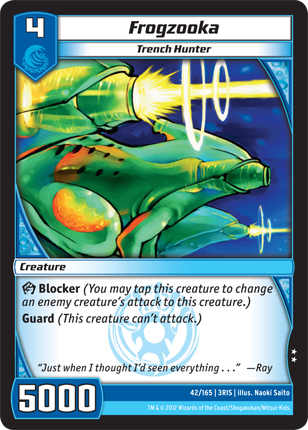 4
Frogzooka
Trench Hunter
Creature
Blocker (You may tap this creature to change
an enemy creature's attack to this creature.)
Guard (This creature can't attack.)
"Just when I thought I'd seen everything . . ." —Ray
5000
42/165 | 3RIS | illus. Naoki Saito
TM & © 2012 Wizards of the Coast/Shogakukan/Mitsui-Kids.